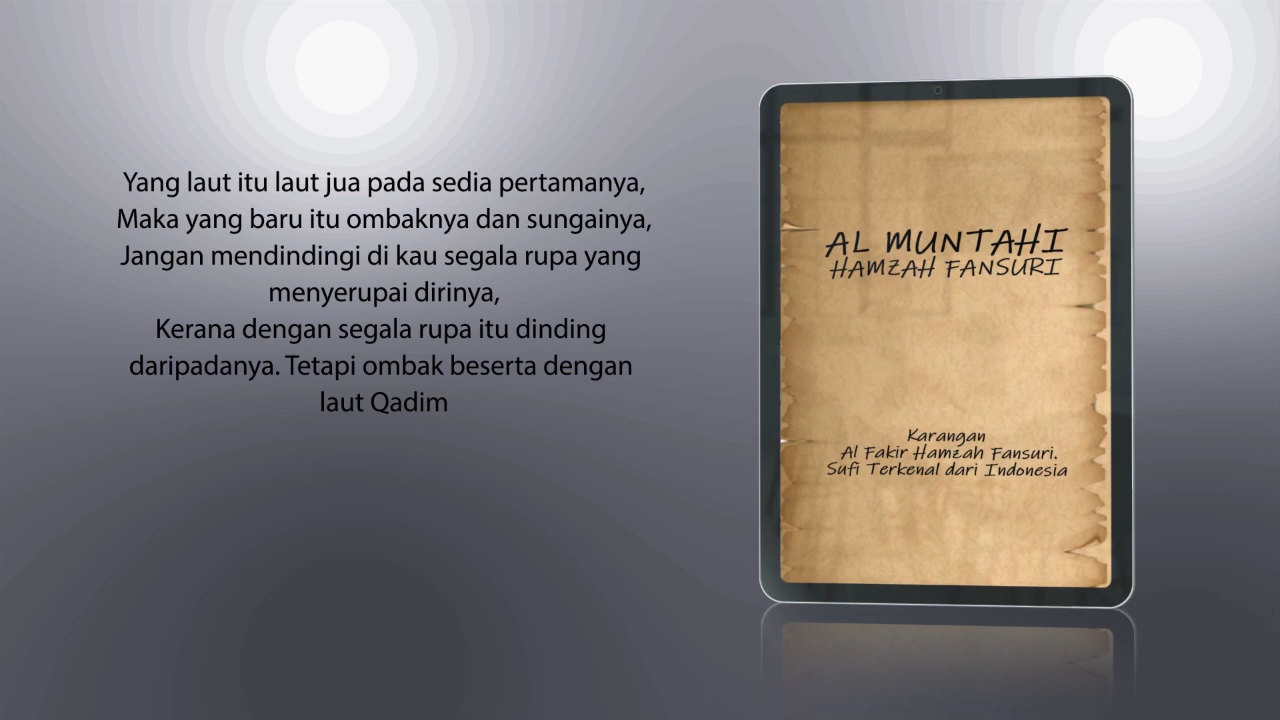 Yang laut itu laut jua pada sedia pertamanya,
Maka yang baru itu ombaknya dan sungainya,
Jangan mendindingi di kau segala rupa yang
menyerupai dirinya,
Kerana dengan segala rupa itu dinding
daripadanya. Tetapi ombak beserta dengan
laut Qadim
AL MUNTAHI
HAMZAH FANSURI
Karangan
Al Fakir Hamzah Fansuri.
Sufi Terkenal dari Indonesia